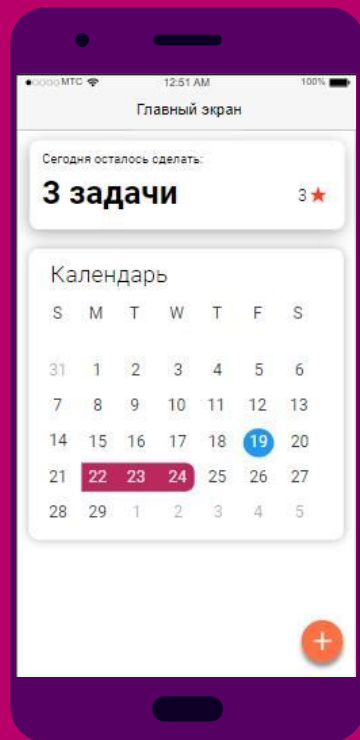 МТС 12:51 AM 100%
Главный экран
Сегодня осталось сделать:
3 задачи 3
Календарь
S M T W T F S
31 1 2 3 4 5 6
7 8 9 10 11 12 13
14 15 16 17 18 19 20
21 22 23 24 25 26 27
28 29 1 2 3 4 5
+